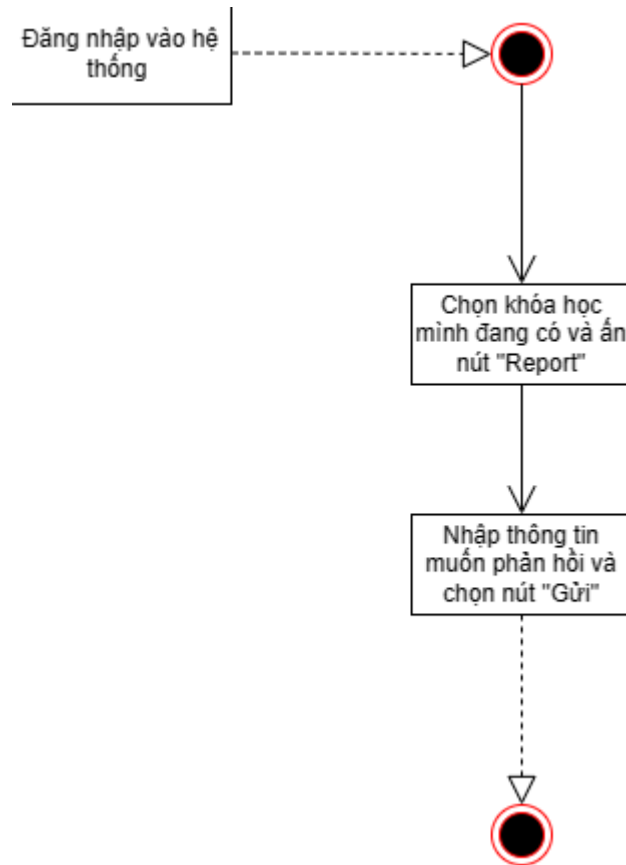 Đăng nhập vào hệ
thống
Chọn khóa học
mình đang có và ấn
nút "Report"
Nhập thông tin
muốn phản hồi và
chọn nút "Gửi"